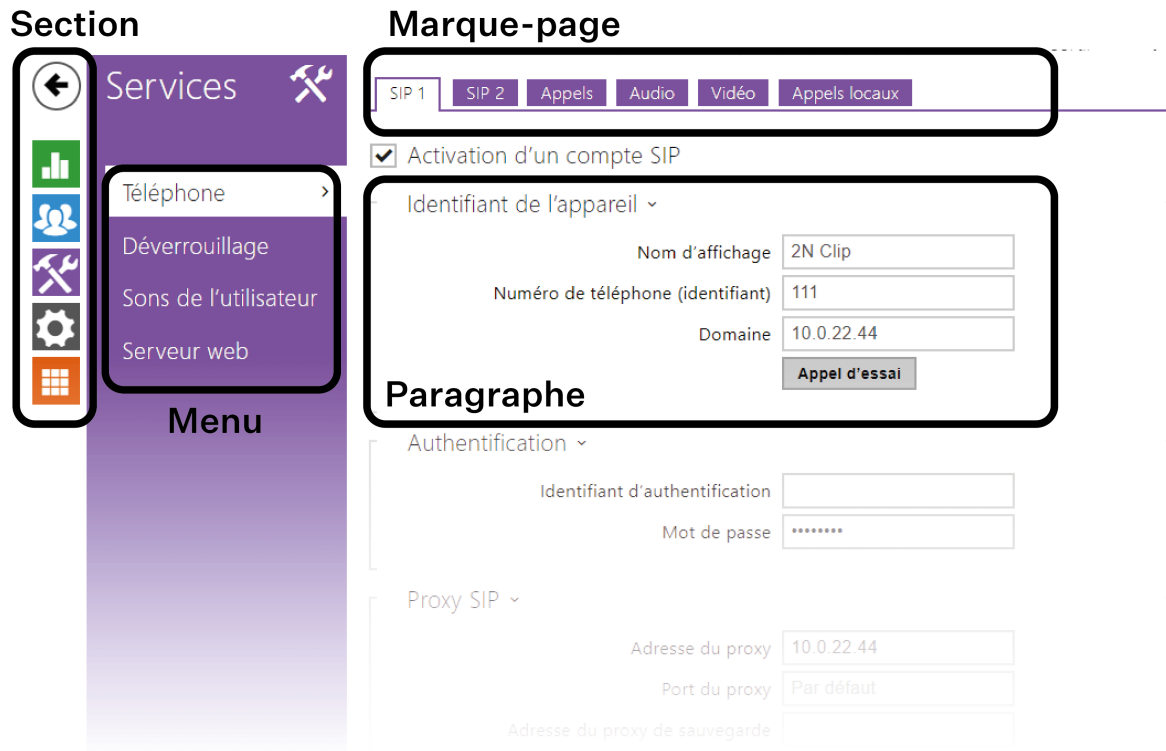 Section
Marque-page
Services
SIP 1
SIP 2
Appels
Audio
Vidéo
Appels locaux
Activation d'un compte SIP
Téléphone
Déverrouillage
Sons de l'utilisateur
Serveur web
Menu
Identifiant de l'appareil
Nom d'affichage 2N Clip
Numéro de téléphone (identifiant) 111
Domaine 10.0.22.44
Appel d'essai
Paragraphe
Authentification
Identifiant d'authentification
Mot de passe ••••••••
Proxy SIP
Adresse du proxy 10.0.22.44
Port du proxy Par défaut
Adresse du proxy de sauvegarde